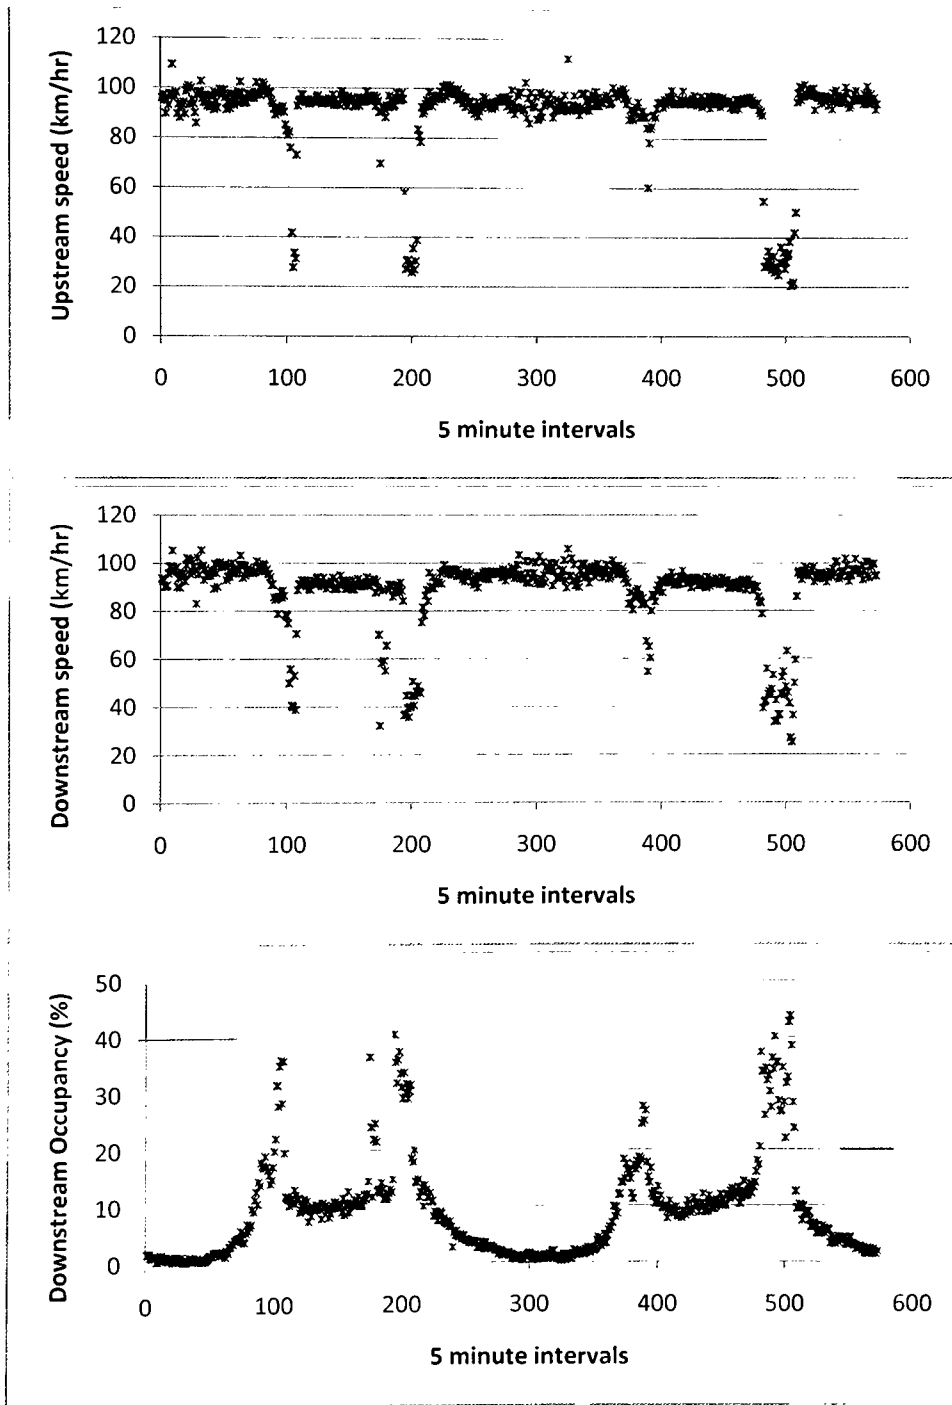 120
100
80
60
40
20
0
Upstream speed (km/hr)
0 100 200 300 400 500 600
5 minute intervals
120
100
80
60
40
20
0
Downstream speed (km/hr)
0 100 200 300 400 500 600
5 minute intervals
50
40
30
20
10
0
Downstream Occupancy (%)
0 100 200 300 400 500 600
5 minute intervals